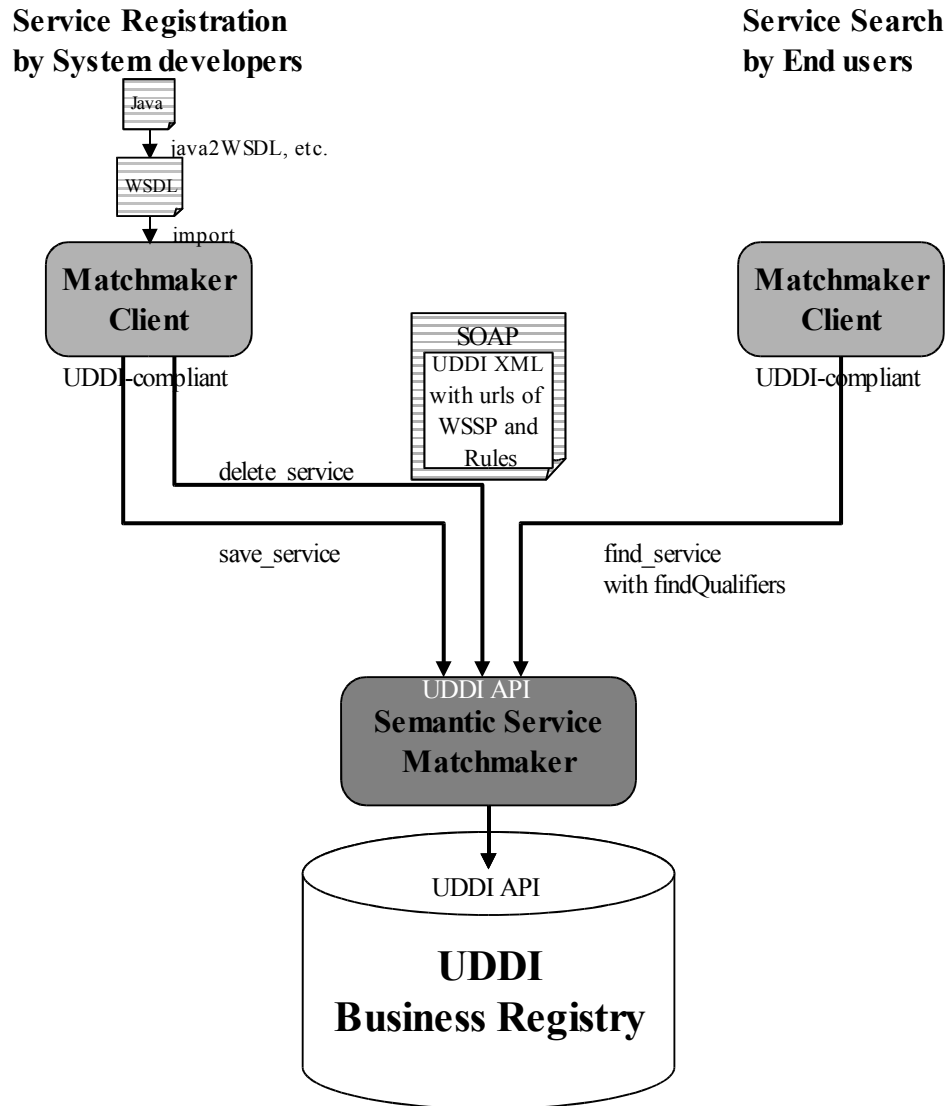 Service Registration
by System developers
Service Search
by End users
Java
java2WSDL, etc.
WSDL
import
Matchmaker
Client
UDDI-compliant
SOAP
UDDI XML
with urls of
WSSP and
Rules
Matchmaker
Client
UDDI-compliant
delete_service
save_service
find_service
with findQualifiers
UDDI API
Semantic Service
Matchmaker
UDDI API
UDDI
Business Registry